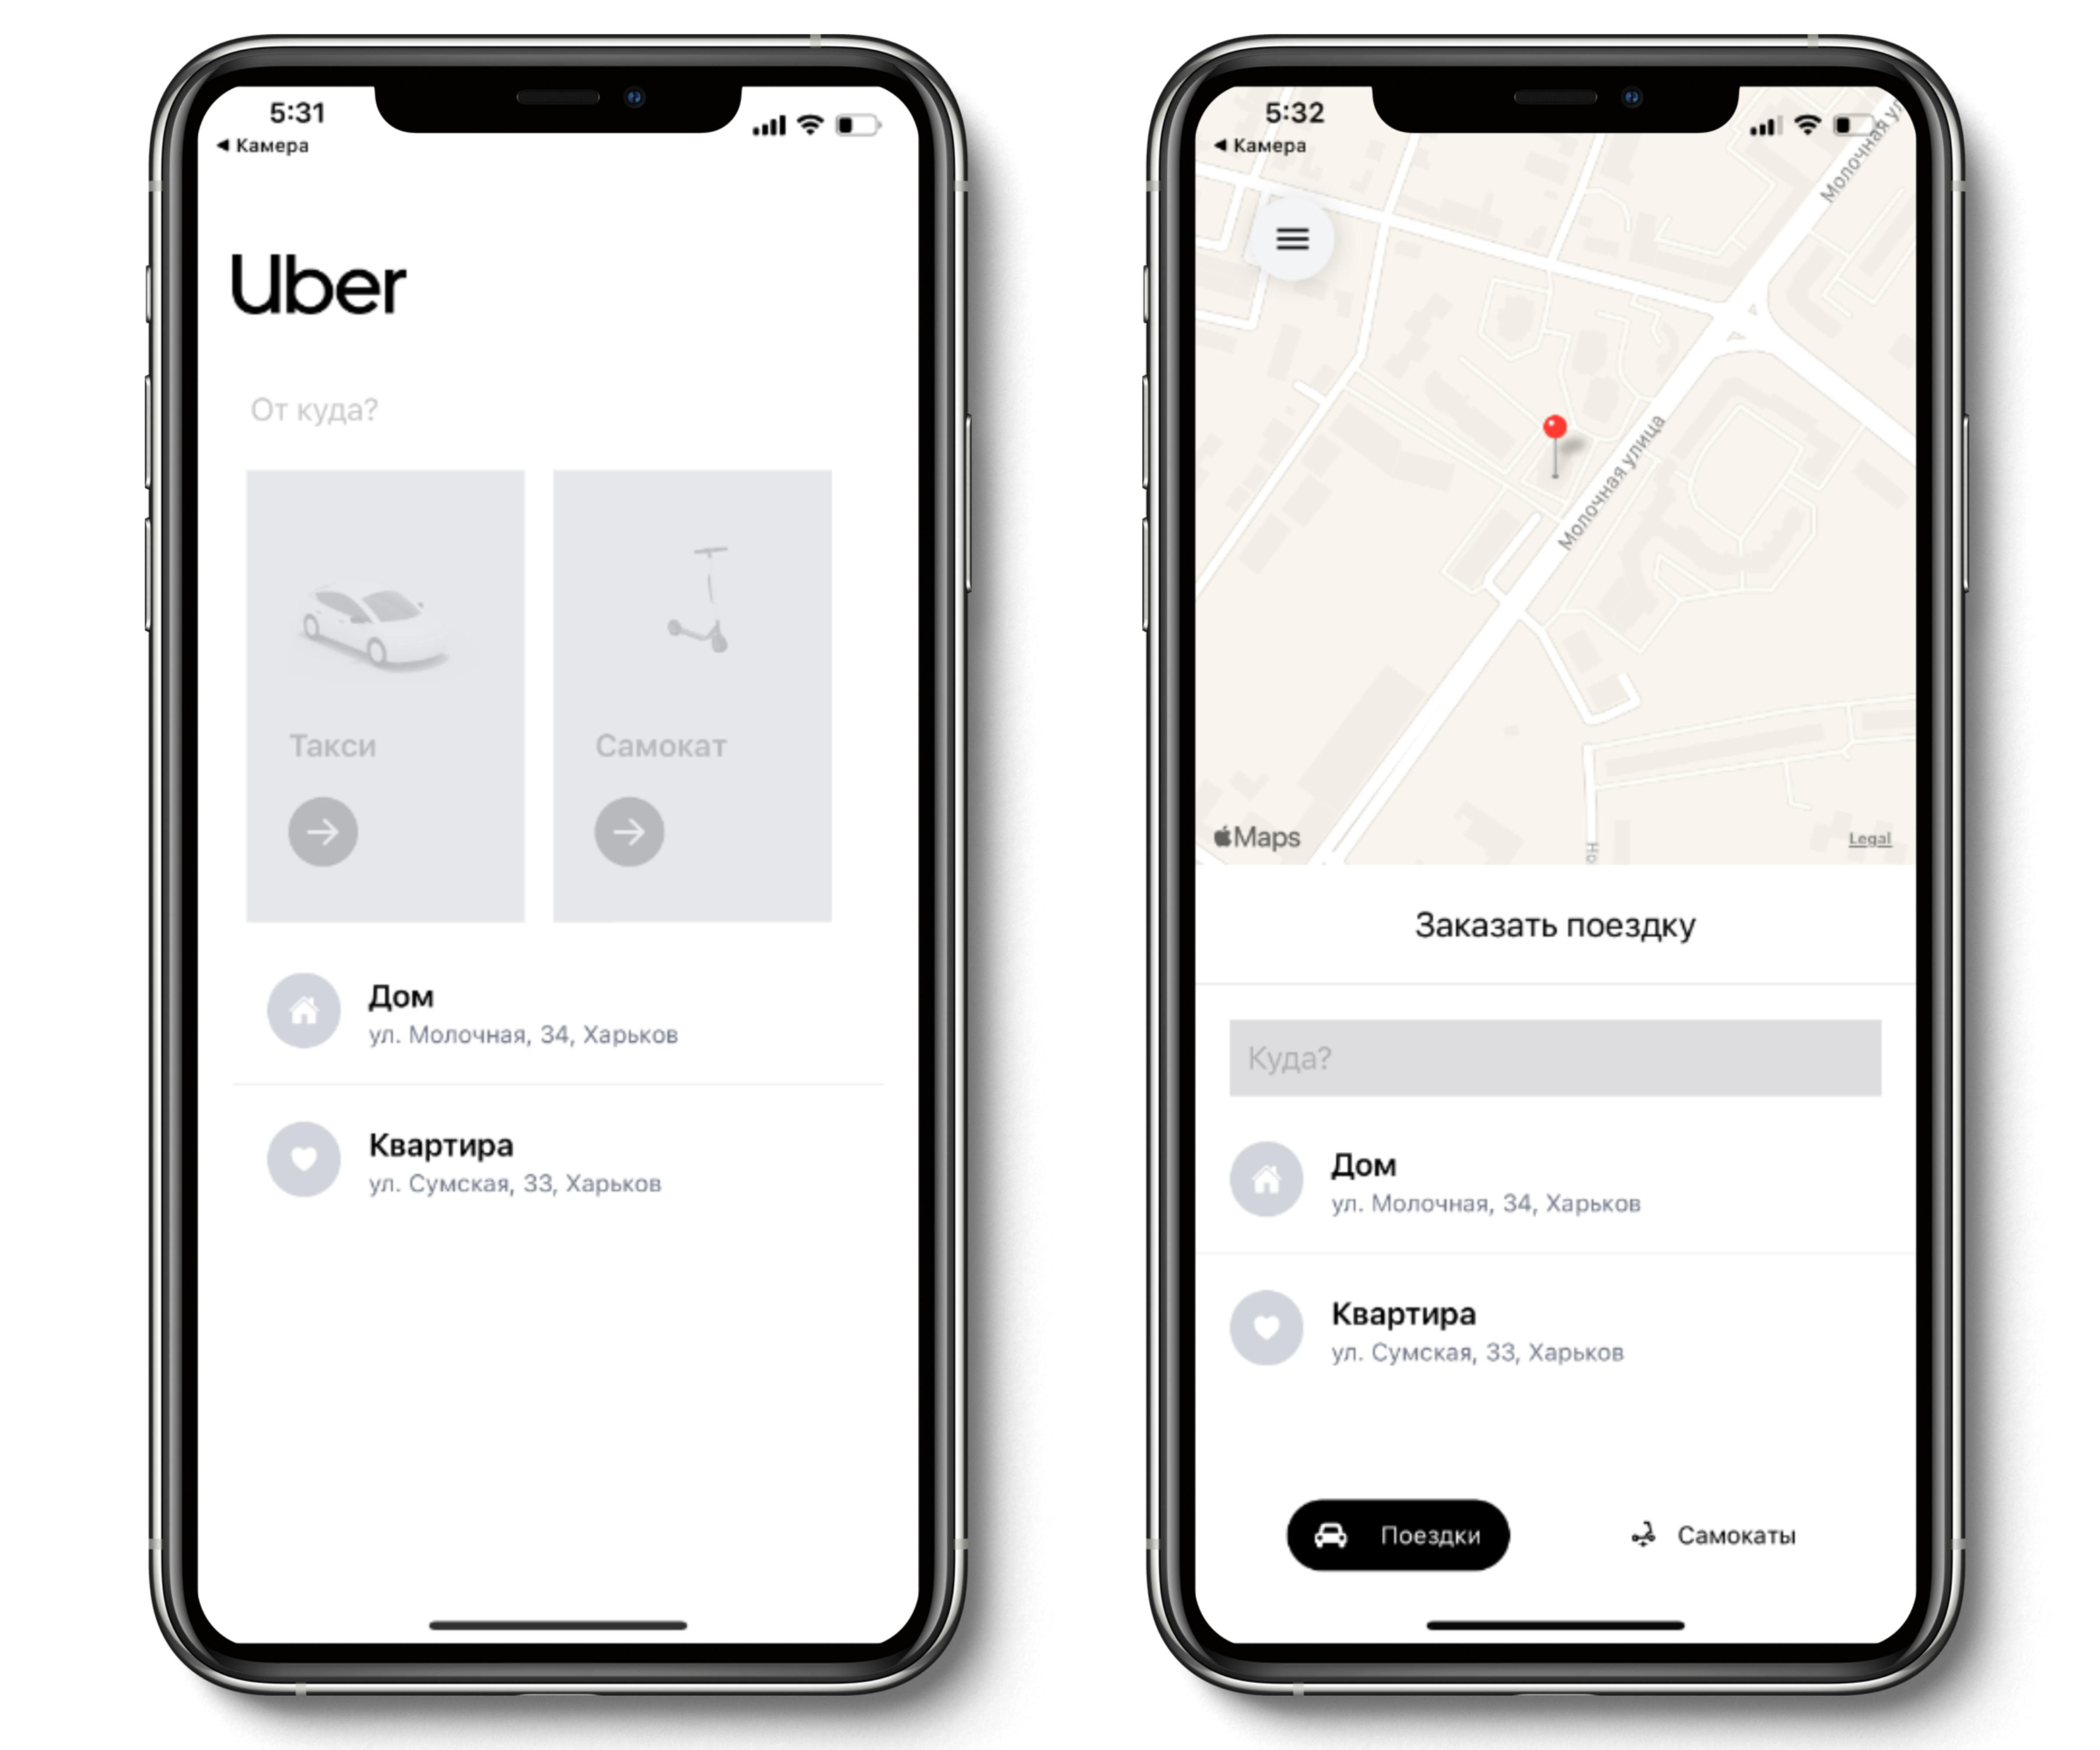 5:31
Камера
Uber
От куда?
Такси
Самокат
Дом
ул. Молочная, 34, Харьков
Квартира
ул. Сумская, 33, Харьков
5:32
Камера
Молочная ул
Молочная улица
Но
Maps
Legal
Заказать поездку
Куда?
Дом
ул. Молочная, 34, Харьков
Квартира
ул. Сумская, 33, Харьков
Поездки
Самокаты